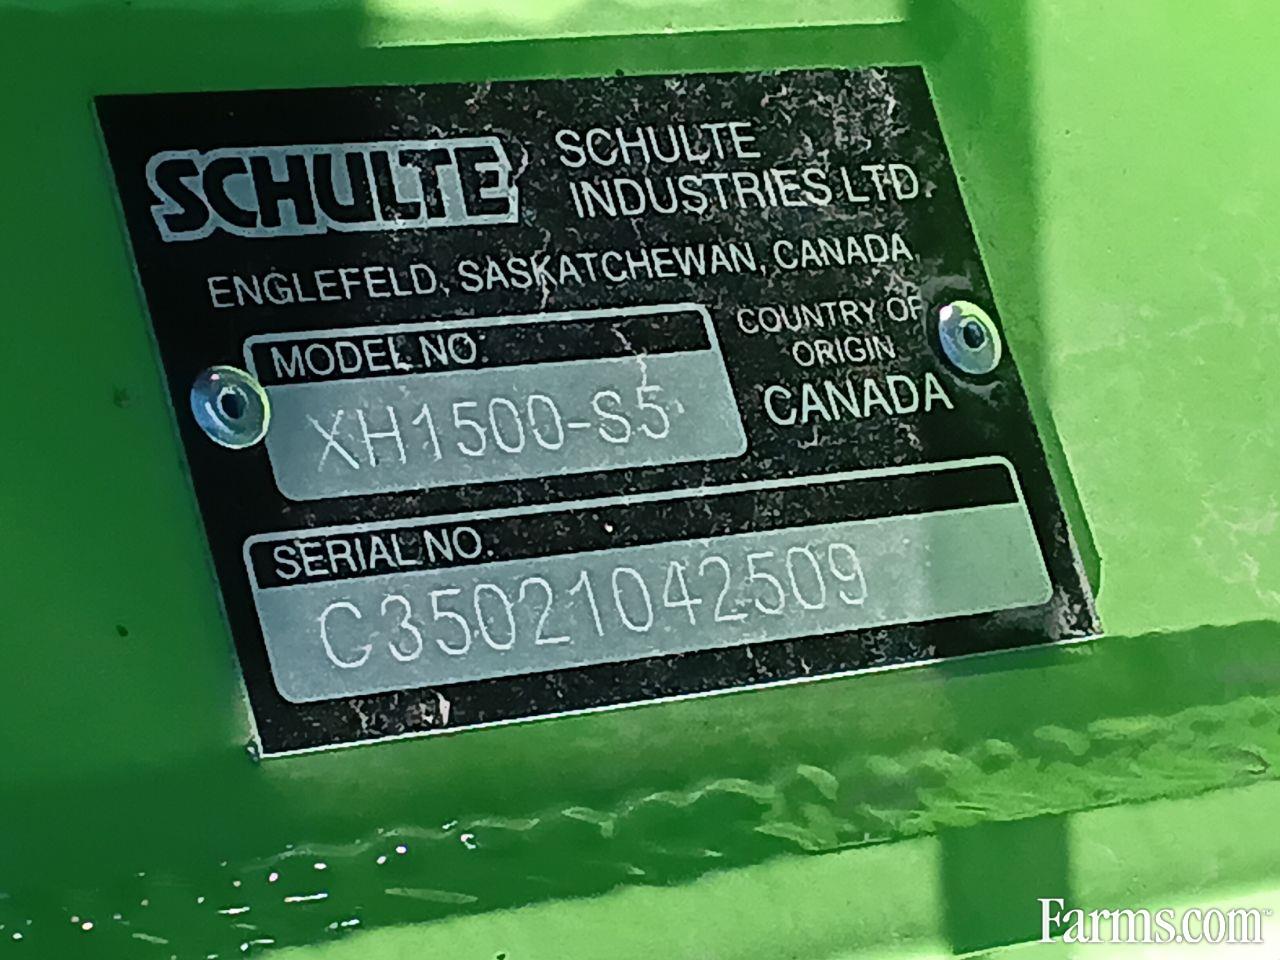 SCHULTE
SCHULTE
INDUSTRIES LTD.
ENGLEFELD, SASKATCHEWAN, CANADA
MODEL NO:
XH1500-S5
COUNTRY OF
ORIGIN
CANADA
SERIAL NO.
C35021042509
Farms.com™